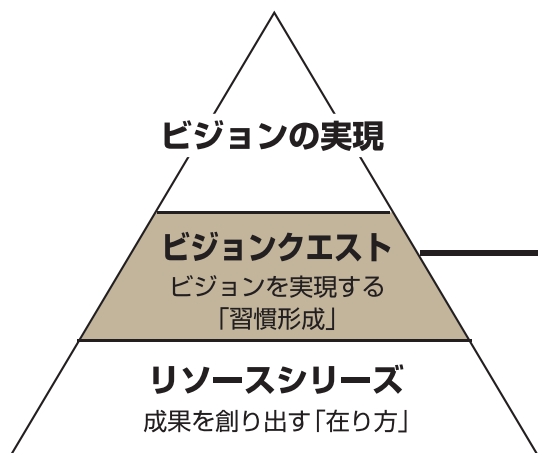 ビジョンの実現
ビジョンクエスト
ビジョンを実現する
「習慣形成」
リソースシリーズ
成果を創り出す「在り方」